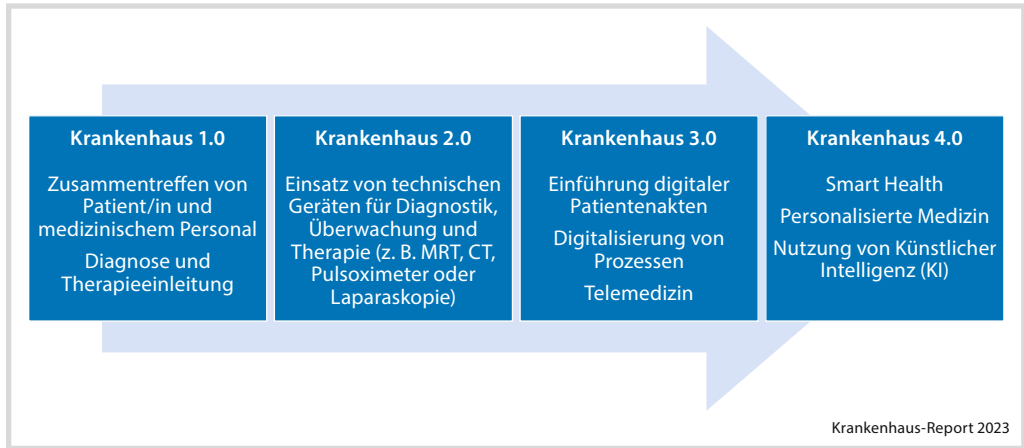 Krankenhaus 1.0
Zusammentreffen von
Patient/in und
medizinischem Personal
Diagnose und
Therapieeinleitung
Krankenhaus 2.0
Einsatz von technischen
Geräten für Diagnostik,
Überwachung und
Therapie (z. B. MRT, CT,
Pulsoximeter oder
Laparaskopie)
Krankenhaus 3.0
Einführung digitaler
Patientenakten
Digitalisierung von
Prozessen
Telemedizin
Krankenhaus 4.0
Smart Health
Personalisierte Medizin
Nutzung von Künstlicher
Intelligenz (KI)
Krankenhaus-Report 2023